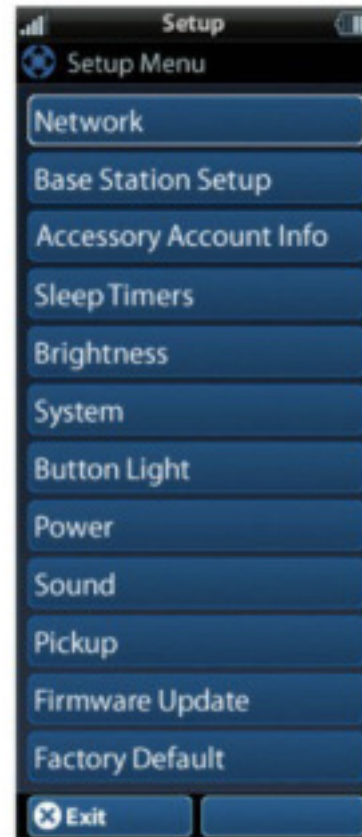 Setup
Setup Menu
Network
Base Station Setup
Accessory Account Info
Sleep Timers
Brightness
System
Button Light
Power
Sound
Pickup
Firmware Update
Factory Default
Exit